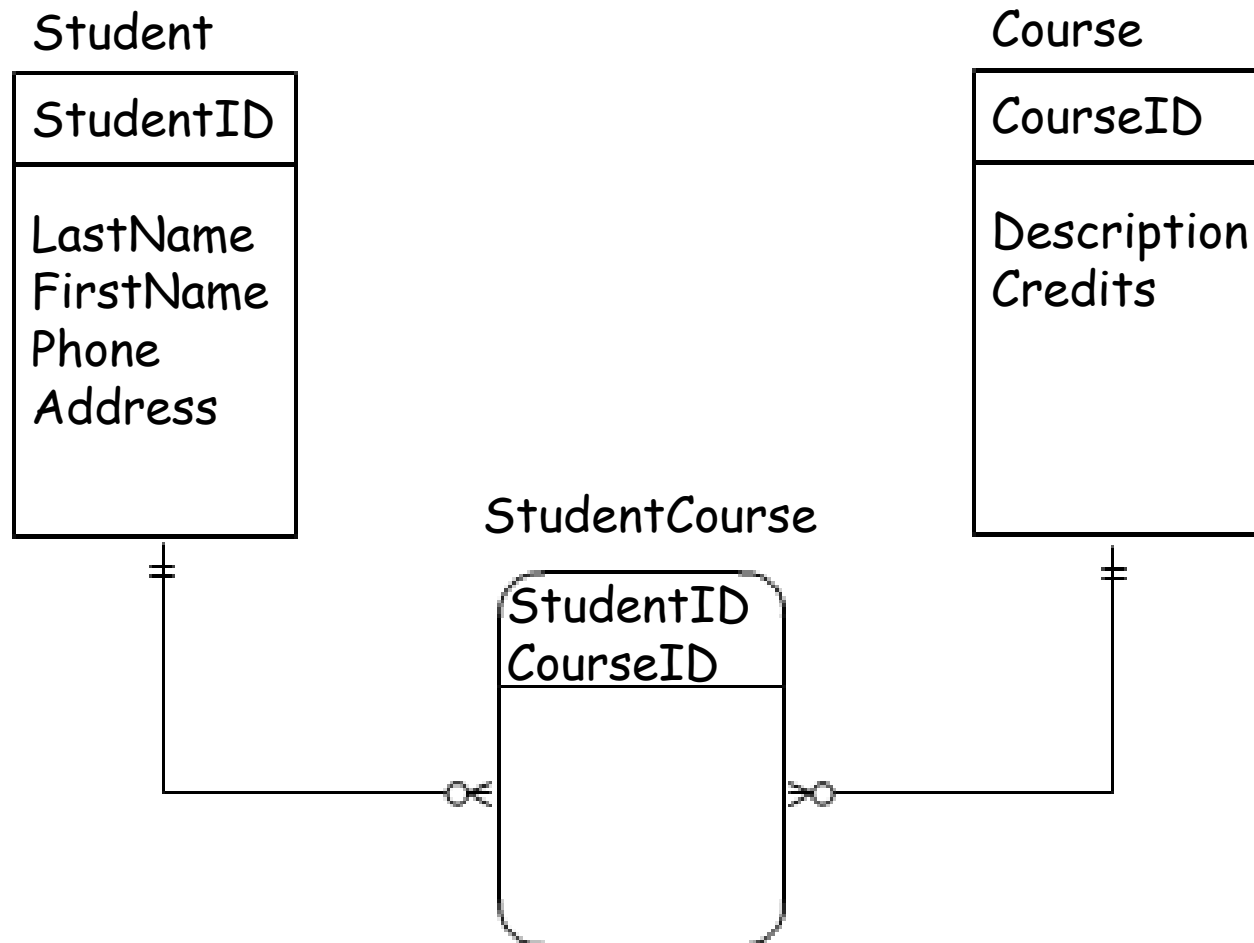 Student
StudentID
LastName
FirstName
Phone
Address
Course
CourseID
Description
Credits
StudentCourse
StudentID
CourseID